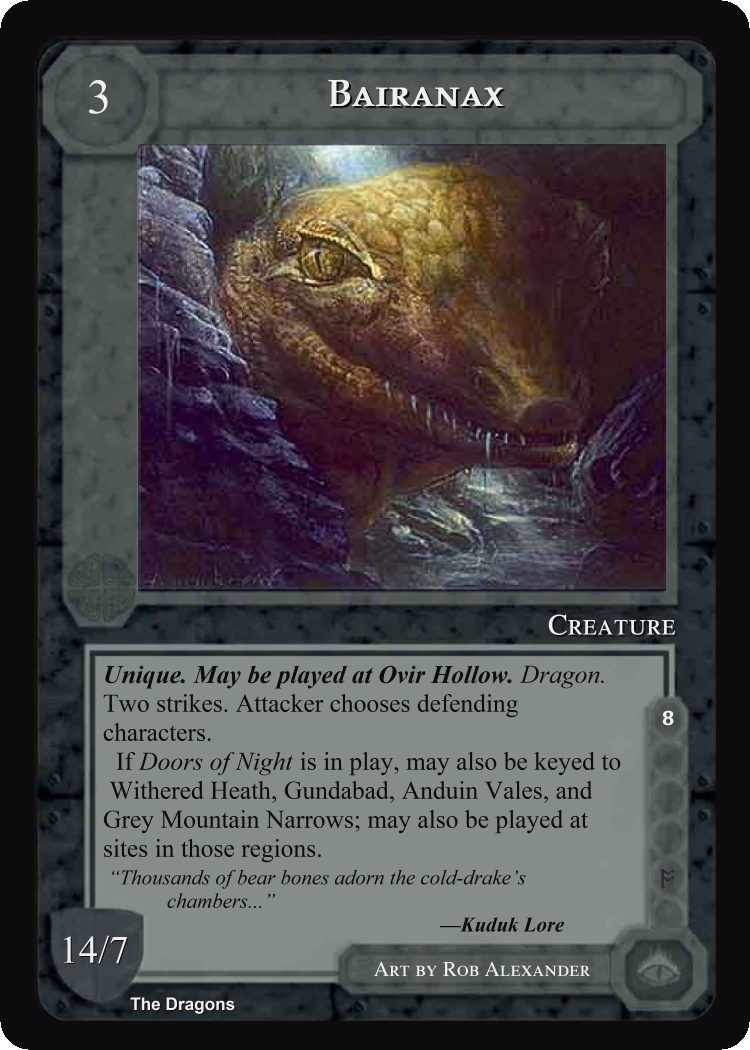 3
BAIRANAX
CREATURE
Unique. May be played at Ovir Hollow. Dragon.
Two strikes. Attacker chooses defending
characters.
If Doors of Night is in play, may also be keyed to
Withered Heath, Gundabad, Anduin Vales, and
Grey Mountain Narrows; may also be played at
sites in those regions.
“Thousands of bear bones adorn the cold-drake’s
chambers...”
—Kuduk Lore
8
14/7
ART BY ROB ALEXANDER
The Dragons